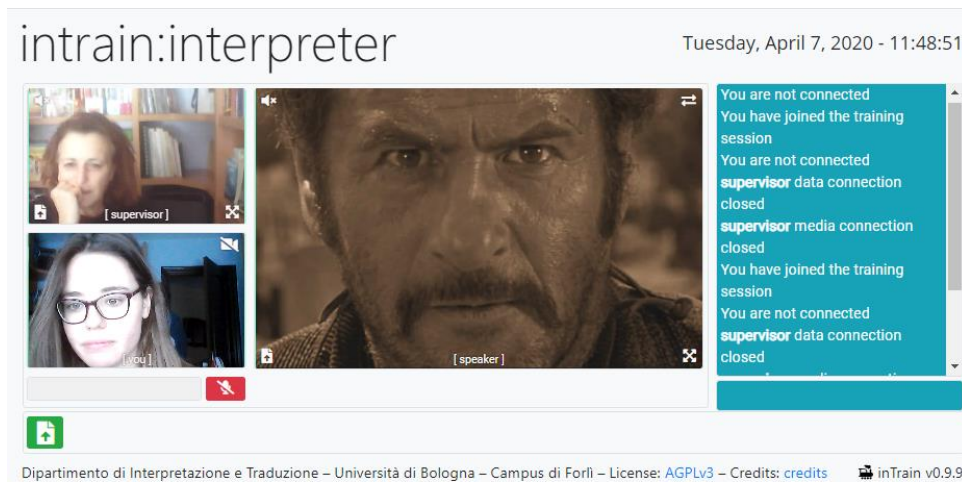 intrain:interpreter
Tuesday, April 7, 2020 - 11:48:51
[ supervisor ]
[ you ]
[ speaker ]
You are not connected
You have joined the training
session
You are not connected
supervisor data connection
closed
supervisor media connection
closed
You have joined the training
session
You are not connected
supervisor data connection
closed
Dipartimento di Interpretazione e Traduzione – Università di Bologna – Campus di Forlì – License: AGPLv3 – Credits: credits inTrain v0.9.9